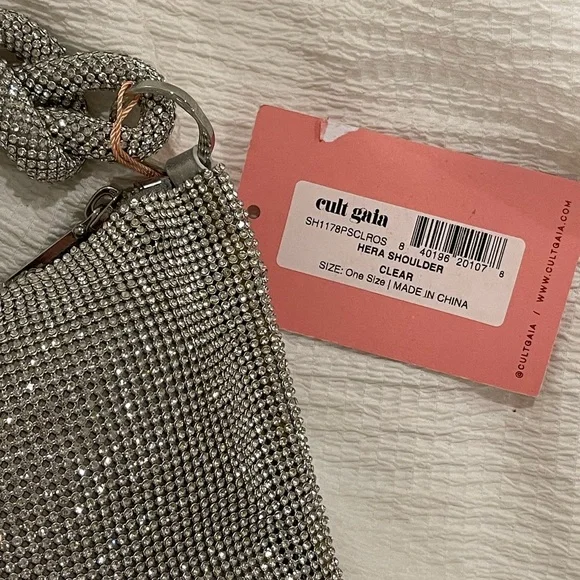 cult gaia
SH1178PSCLROS
8 40196 20107 8
HERA SHOULDER
CLEAR
SIZE: One Size | MADE IN CHINA
@CULTGAIA / WWW.CULTGAIA.COM